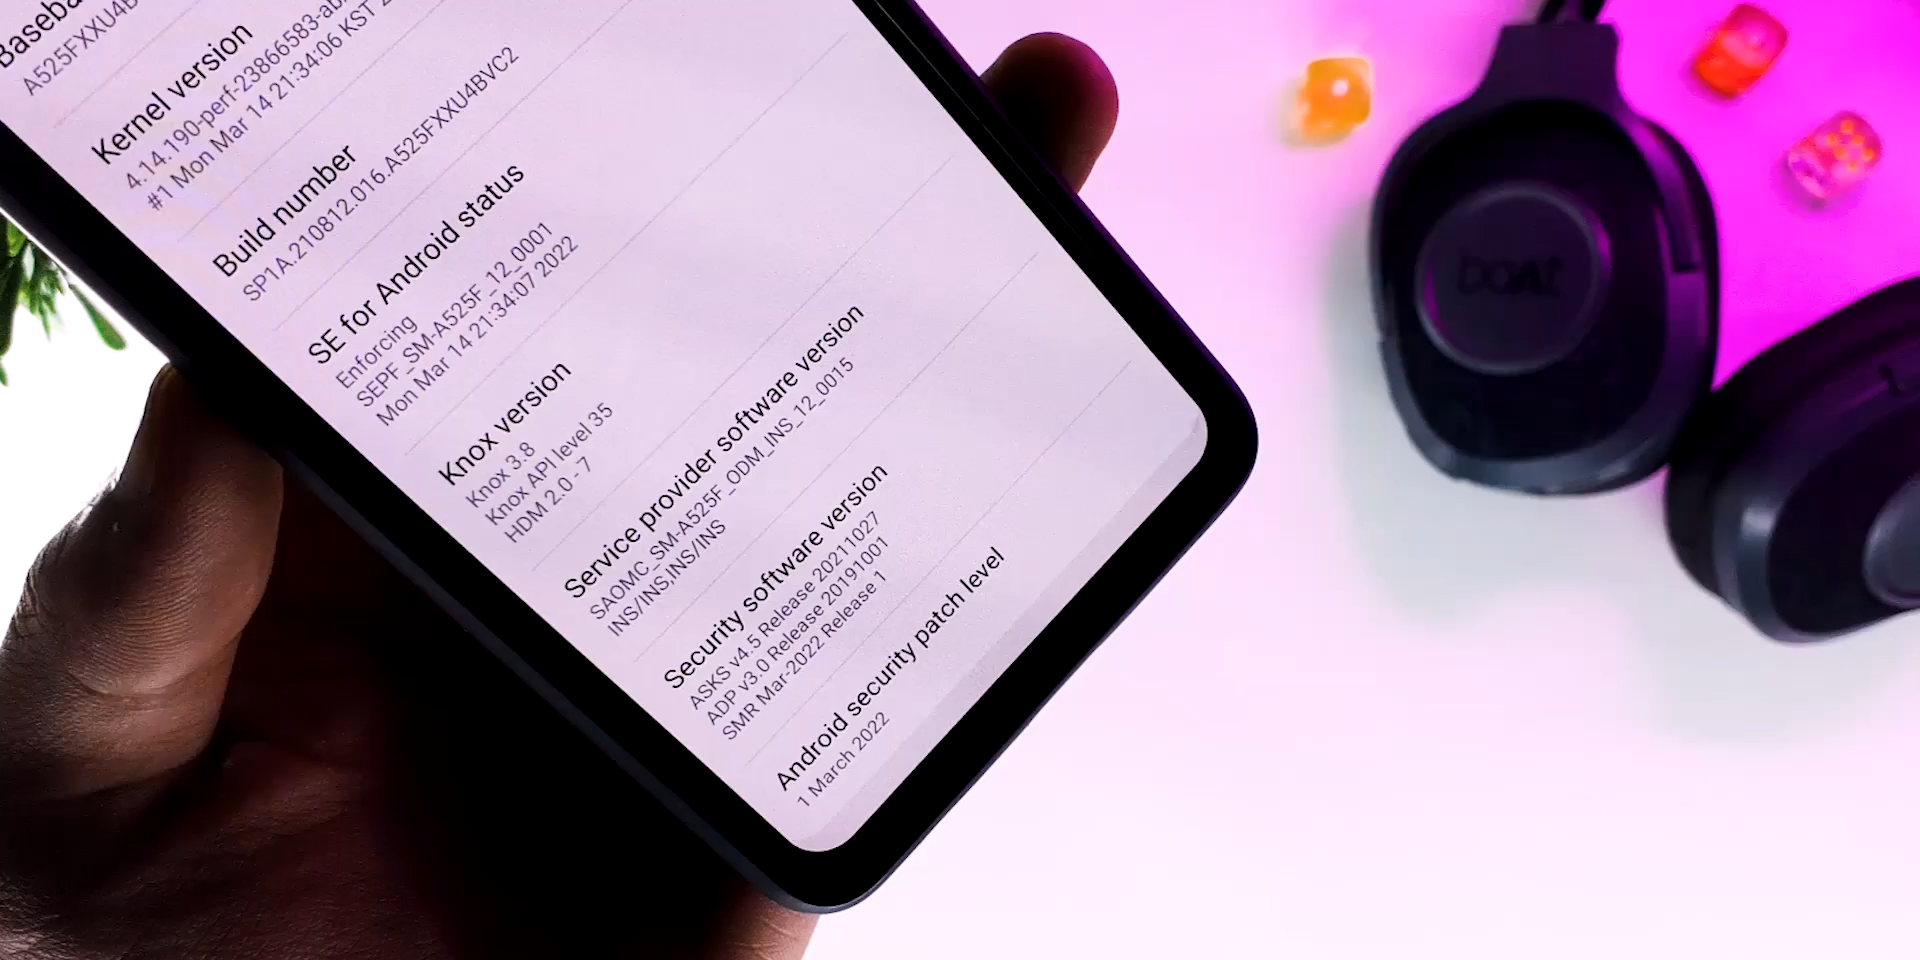 A525FXXU4B
Kernel version
4.14.190-perf-23866583-ab
#1 Mon Mar 14 21:34:06 KST
Build number
SP1A.210812.016.A525FXXU4BVC2
SE for Android status
Enforcing
SEPF_SM-A525F_12_0001
Mon Mar 14 21:34:07 2022
Knox version
Knox 3.8
Knox API level 35
HDM 2.0 - 7
Service provider software version
SAOMC_SM-A525F_ODM_INS_12_0015
INS/INS,INS/INS
Security software version
ASKS v4.5 Release 20211027
ADP v3.0 Release 20191001
SMR Mar-2022 Release 1
Android security patch level
1 March 2022
boAt